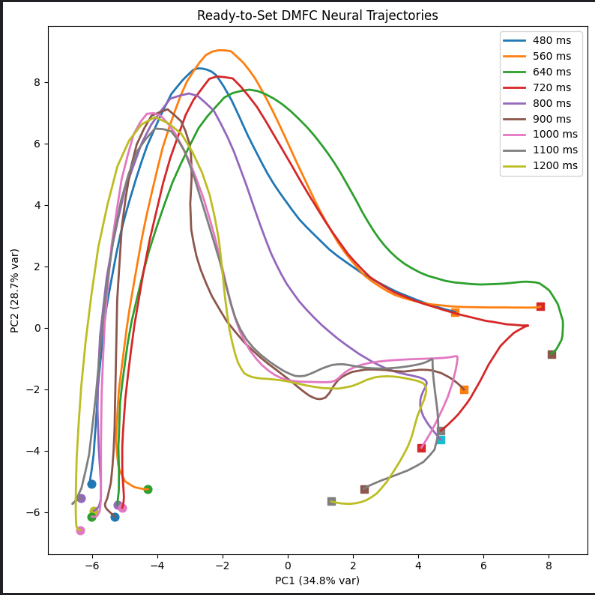 Ready-to-Set DMFC Neural Trajectories
480 ms
560 ms
640 ms
720 ms
800 ms
900 ms
1000 ms
1100 ms
1200 ms
PC2 (28.7% var)
8
6
4
2
0
−2
−4
−6
−6 −4 −2 0 2 4 6 8
PC1 (34.8% var)